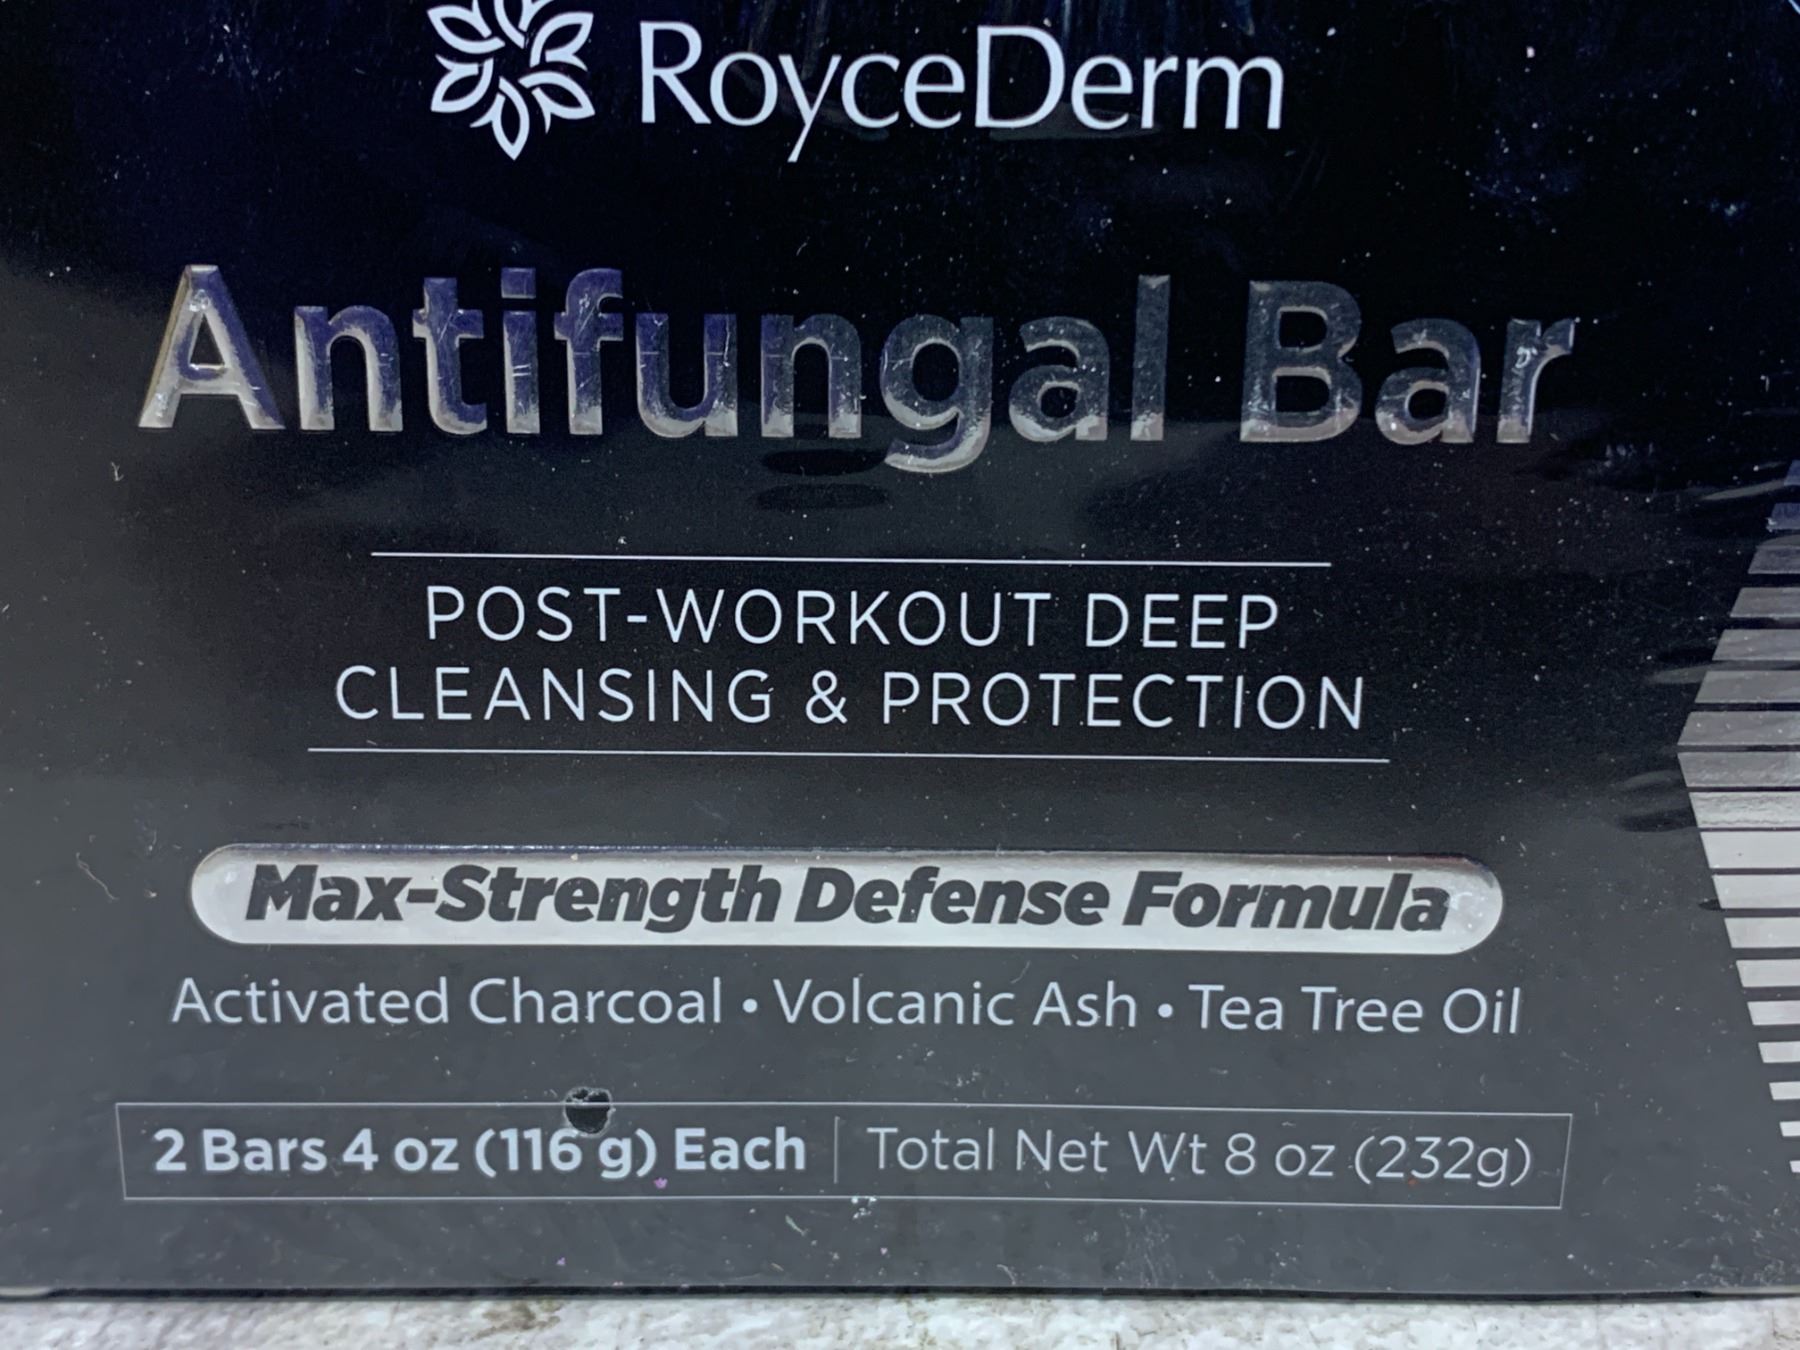 RoyceDerm
Antifungal Bar
POST-WORKOUT DEEP
CLEANSING & PROTECTION
Max-Strength Defense Formula
Activated Charcoal • Volcanic Ash • Tea Tree Oil
2 Bars 4 oz (116 g) Each | Total Net Wt 8 oz (232g)